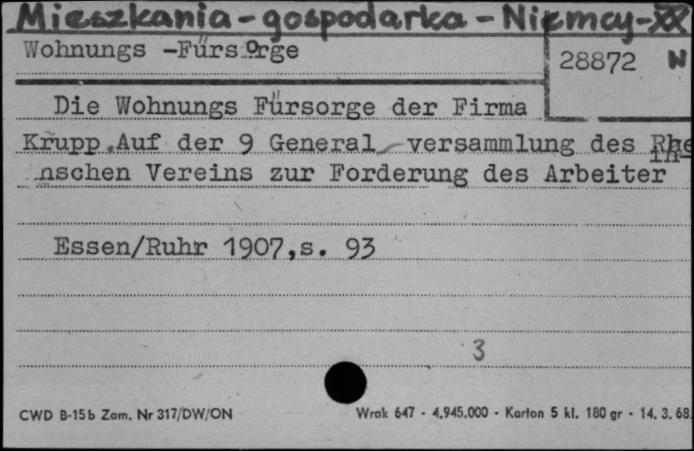 Mieszkania-gospodarka-Niemcy-XX
Wohnungs -Fürsorge
28872 N
Die Wohnungs Fürsorge der Firma
Krupp.Auf der 9 General versammlung des Rhe
in-
nschen Vereins zur Forderung des Arbeiter
Essen/Ruhr 1907,s. 93
3
CWD B-15b Zam. Nr 317/DW/ON
Wrak 647 - 4.945.000 - Karton 5 kl. 180 gr - 14. 3. 68